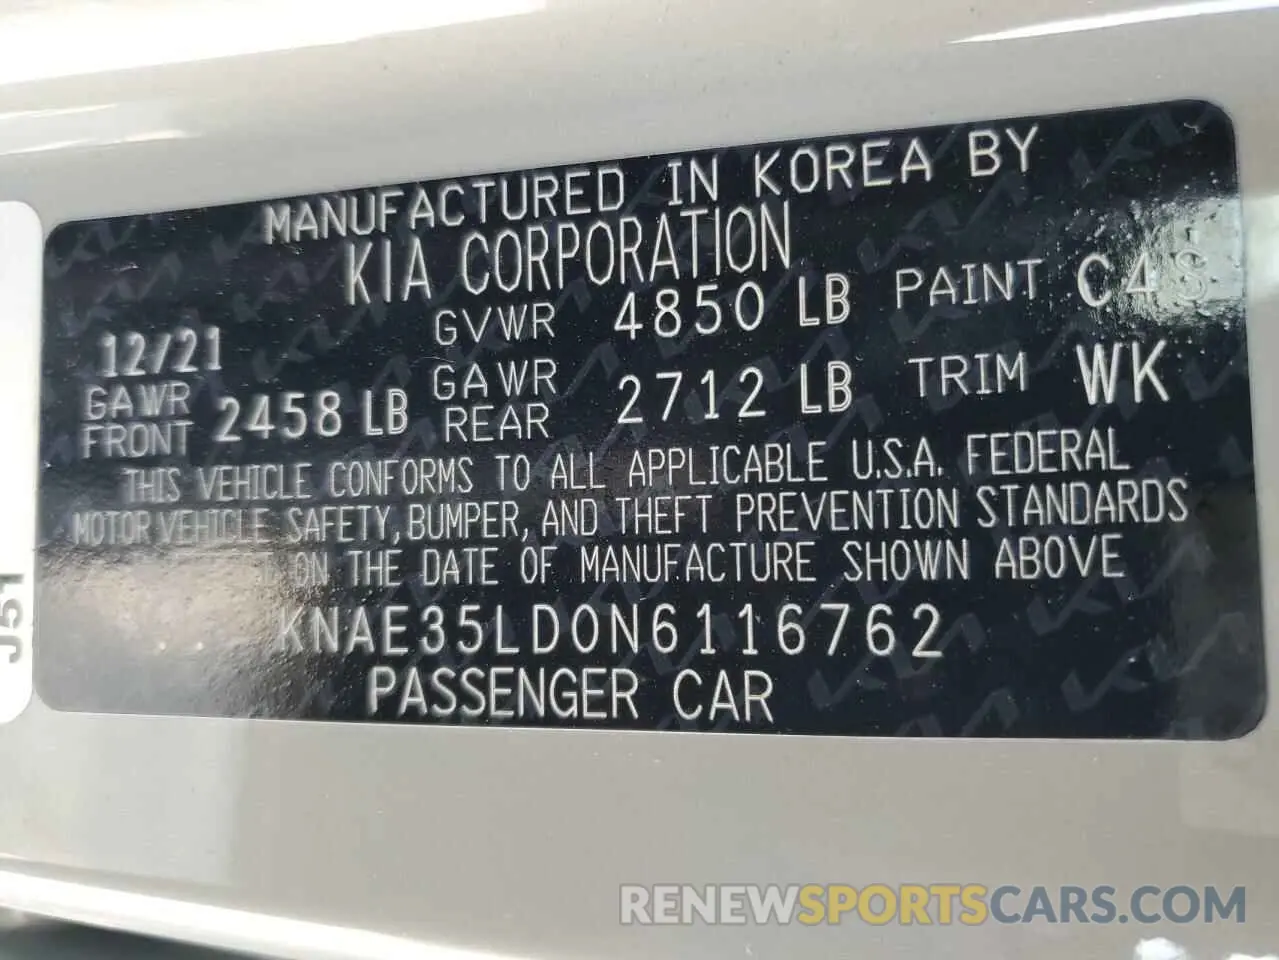 MANUFACTURED IN KOREA BY
KIA CORPORATION
12/21 GVWR 4850 LB PAINT C4S
GAWR FRONT 2458 LB GAWR REAR 2712 LB TRIM WK
THIS VEHICLE CONFORMS TO ALL APPLICABLE U.S.A. FEDERAL
MOTOR VEHICLE SAFETY, BUMPER, AND THEFT PREVENTION STANDARDS
ON THE DATE OF MANUFACTURE SHOWN ABOVE
KNAE35LD0N6116762
PASSENGER CAR
J51
RENEWSPORTSCARS.COM